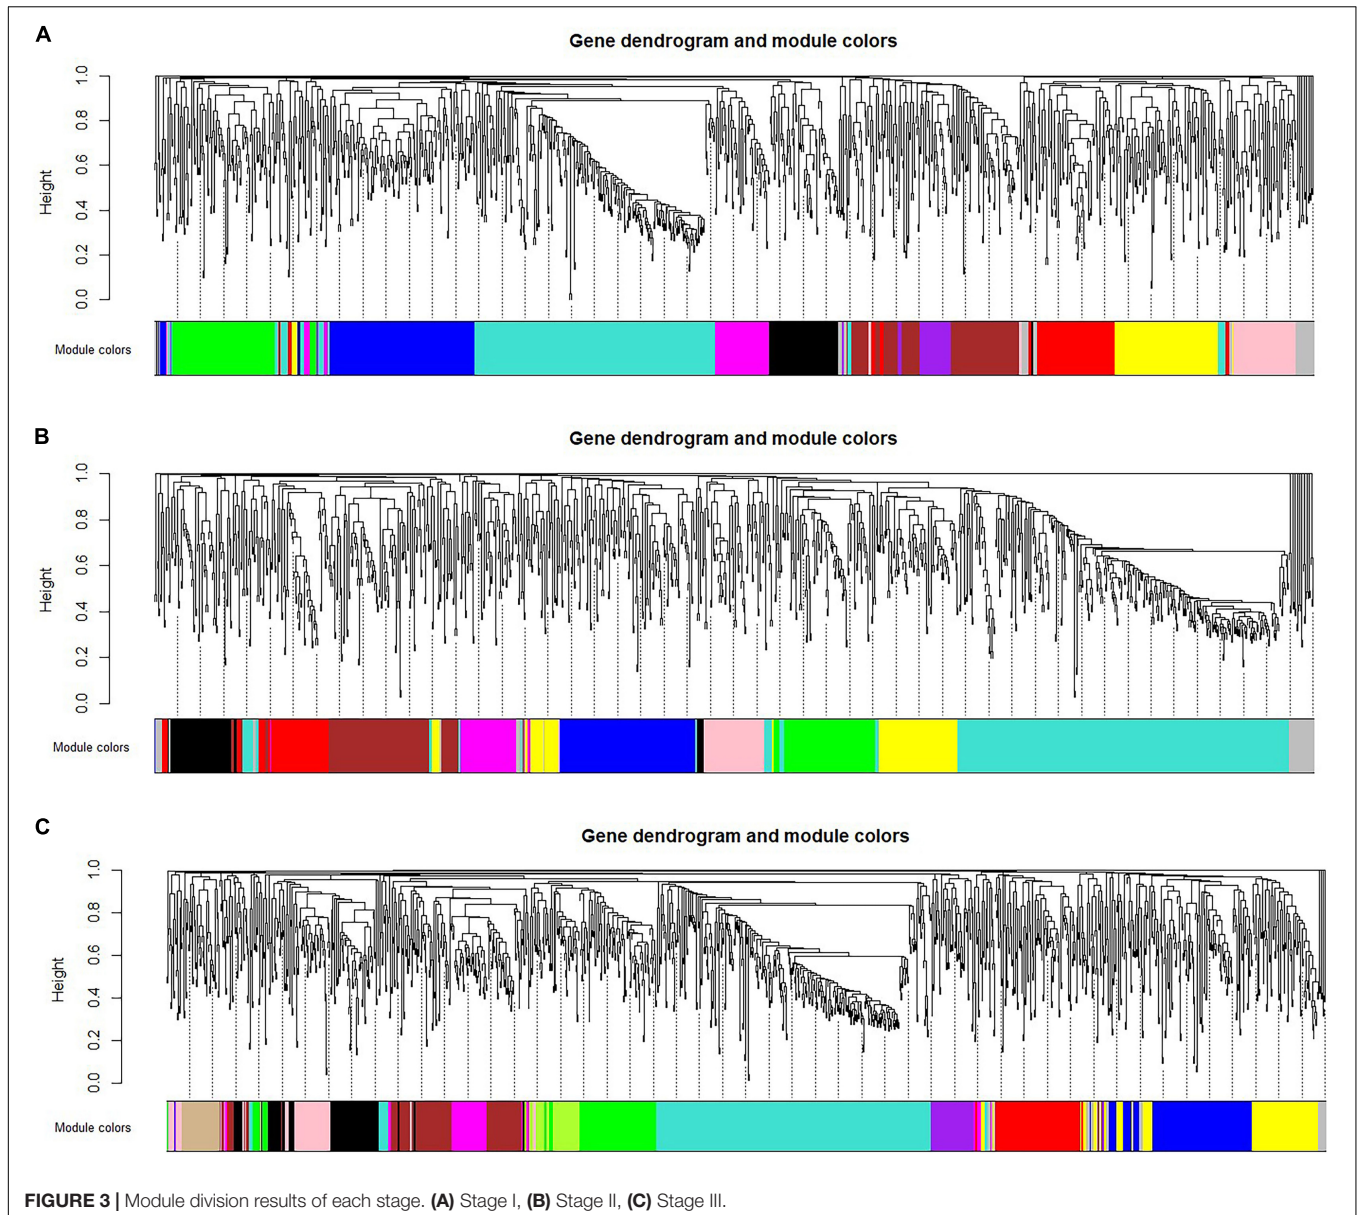 A
Gene dendrogram and module colors
Height
1.0
0.8
0.6
0.4
0.2
0.0
Module colors
B
Gene dendrogram and module colors
Height
1.0
0.8
0.6
0.4
0.2
0.0
Module colors
C
Gene dendrogram and module colors
Height
1.0
0.8
0.6
0.4
0.2
0.0
Module colors
FIGURE 3 | Module division results of each stage. (A) Stage I, (B) Stage II, (C) Stage III.